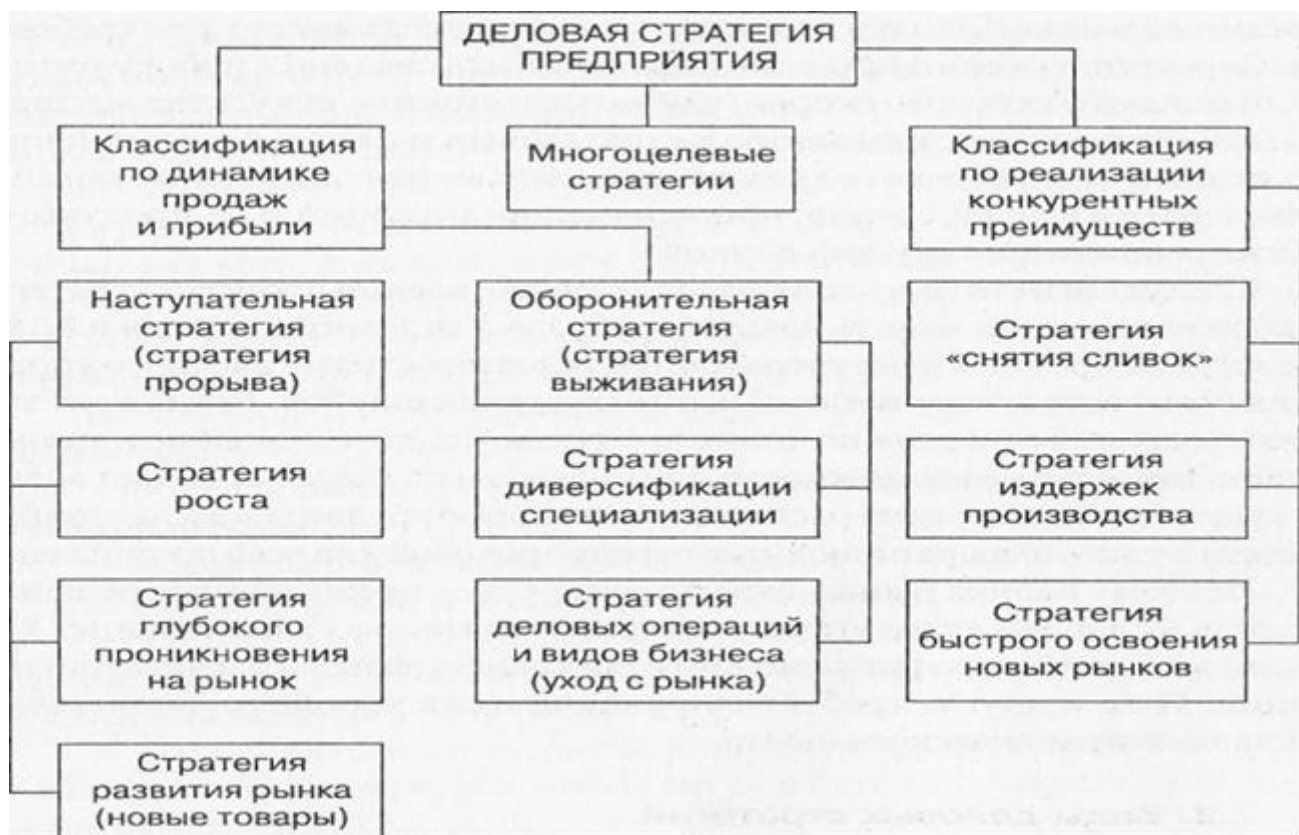 ДЕЛОВАЯ СТРАТЕГИЯ
ПРЕДПРИЯТИЯ
Классификация
по динамике
продаж
и прибыли
Многоцелевые
стратегии
Классификация
по реализации
конкурентных
преимуществ
Наступательная
стратегия
(стратегия
прорыва)
Оборонительная
стратегия
(стратегия
выживания)
Стратегия
«снятия сливок»
Стратегия
роста
Стратегия
диверсификации
специализации
Стратегия
издержек
производства
Стратегия
глубокого
проникновения
на рынок
Стратегия
деловых операций
и видов бизнеса
(уход с рынка)
Стратегия
быстрого освоения
новых рынков
Стратегия
развития рынка
(новые товары)